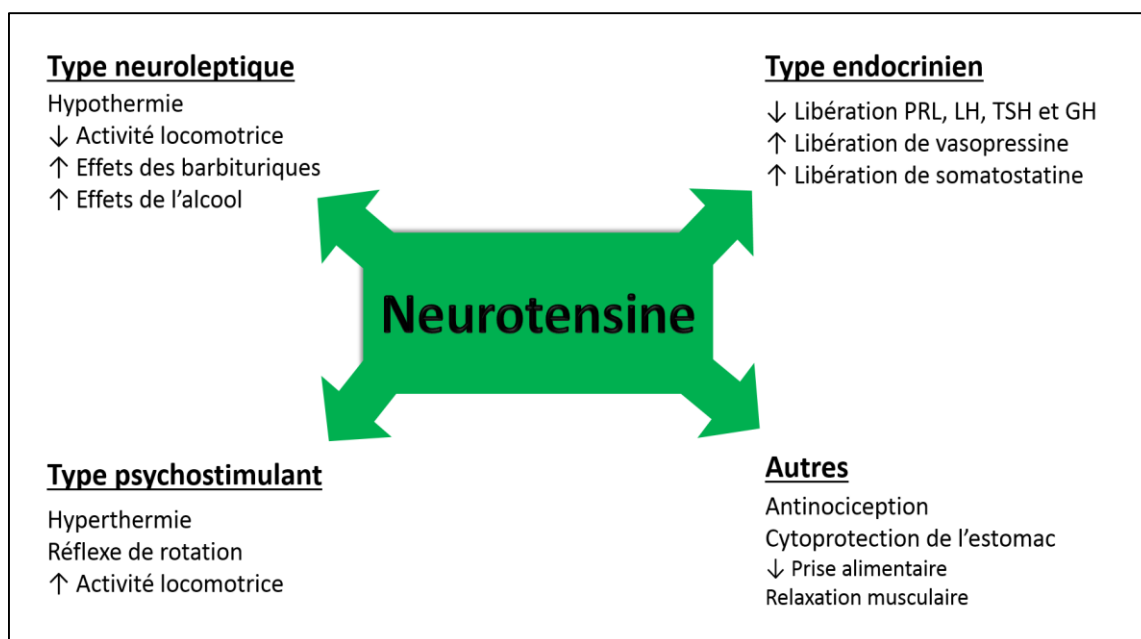 Type neuroleptique
Hypothermie
↓ Activité locomotrice
↑ Effets des barbituriques
↑ Effets de l’alcool
Type endocrinien
↓ Libération PRL, LH, TSH et GH
↑ Libération de vasopressine
↑ Libération de somatostatine
Neurotensine
Type psychostimulant
Hyperthermie
Réflexe de rotation
↑ Activité locomotrice
Autres
Antinociception
Cytoprotection de l’estomac
↓ Prise alimentaire
Relaxation musculaire